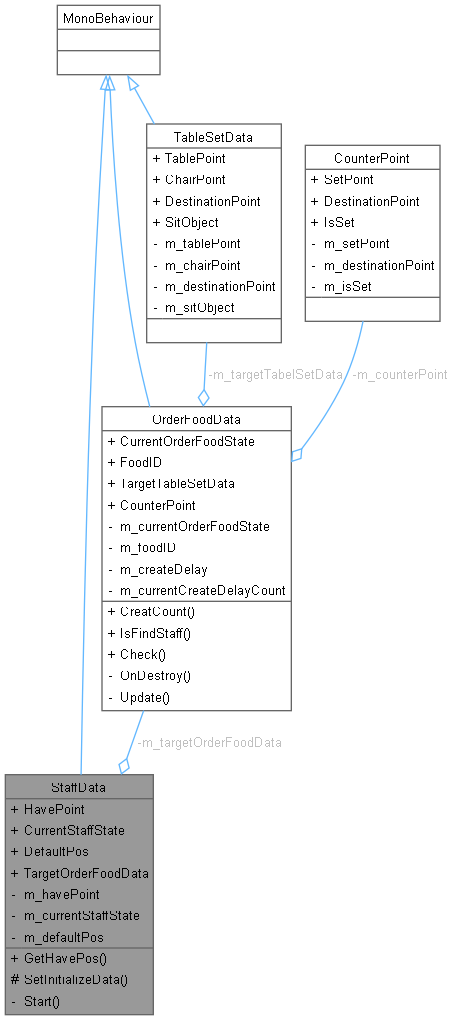 MonoBehaviour
TableSetData
+ TablePoint
+ ChairPoint
+ DestinationPoint
+ SitObject
- m_tablePoint
- m_chairPoint
- m_destinationPoint
- m_sitObject
CounterPoint
+ SetPoint
+ DestinationPoint
+ IsSet
- m_setPoint
- m_destinationPoint
- m_isSet
-m_targetTabelSetData
-m_counterPoint
OrderFoodData
+ CurrentOrderFoodState
+ FoodID
+ TargetTableSetData
+ CounterPoint
- m_currentOrderFoodState
- m_foodID
- m_createDelay
- m_currentCreateDelayCount
+ CreatCount()
+ IsFindStaff()
+ Check()
- OnDestroy()
- Update()
-m_targetOrderFoodData
StaffData
+ HavePoint
+ CurrentStaffState
+ DefaultPos
+ TargetOrderFoodData
- m_havePoint
- m_currentStaffState
- m_defaultPos
+ GetHavePos()
# SetInitializeData()
- Start()